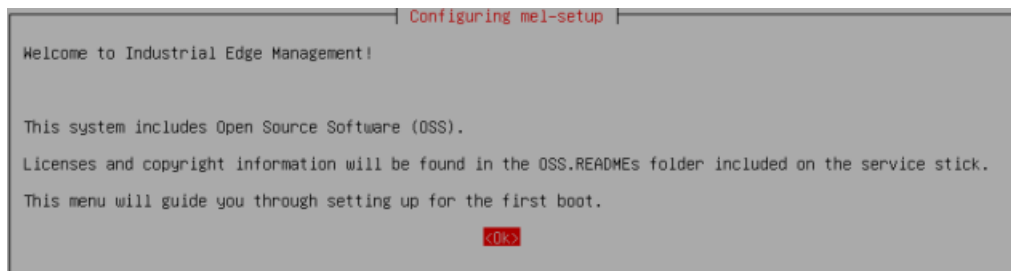 Configuring mel-setup
Welcome to Industrial Edge Management!
This system includes Open Source Software (OSS).
Licenses and copyright information will be found in the OSS.READMEs folder included on the service stick.
This menu will guide you through setting up for the first boot.
<Ok>